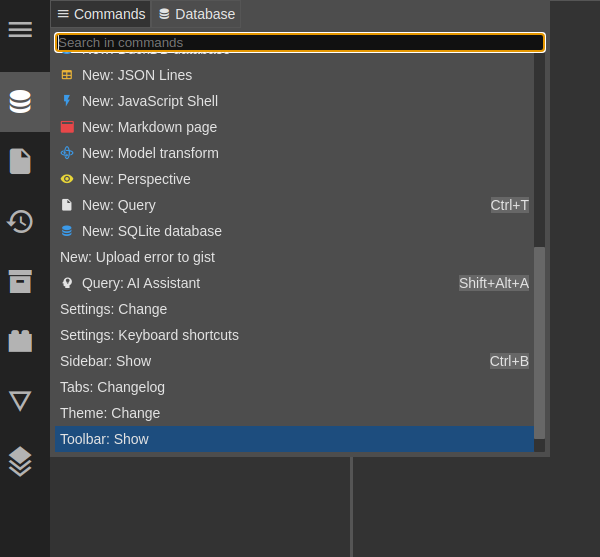 Commands Database
Search in commands
New: JSON Lines
New: JavaScript Shell
New: Markdown page
New: Model transform
New: Perspective
New: Query Ctrl+T
New: SQLite database
New: Upload error to gist
Query: AI Assistant Shift+Alt+A
Settings: Change
Settings: Keyboard shortcuts
Sidebar: Show Ctrl+B
Tabs: Changelog
Theme: Change
Toolbar: Show